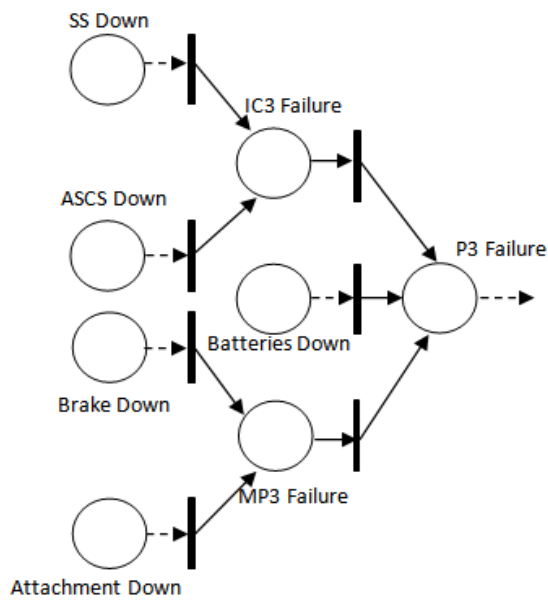 SS Down
IC3 Failure
ASCS Down
P3 Failure
Batteries Down
Brake Down
MP3 Failure
Attachment Down